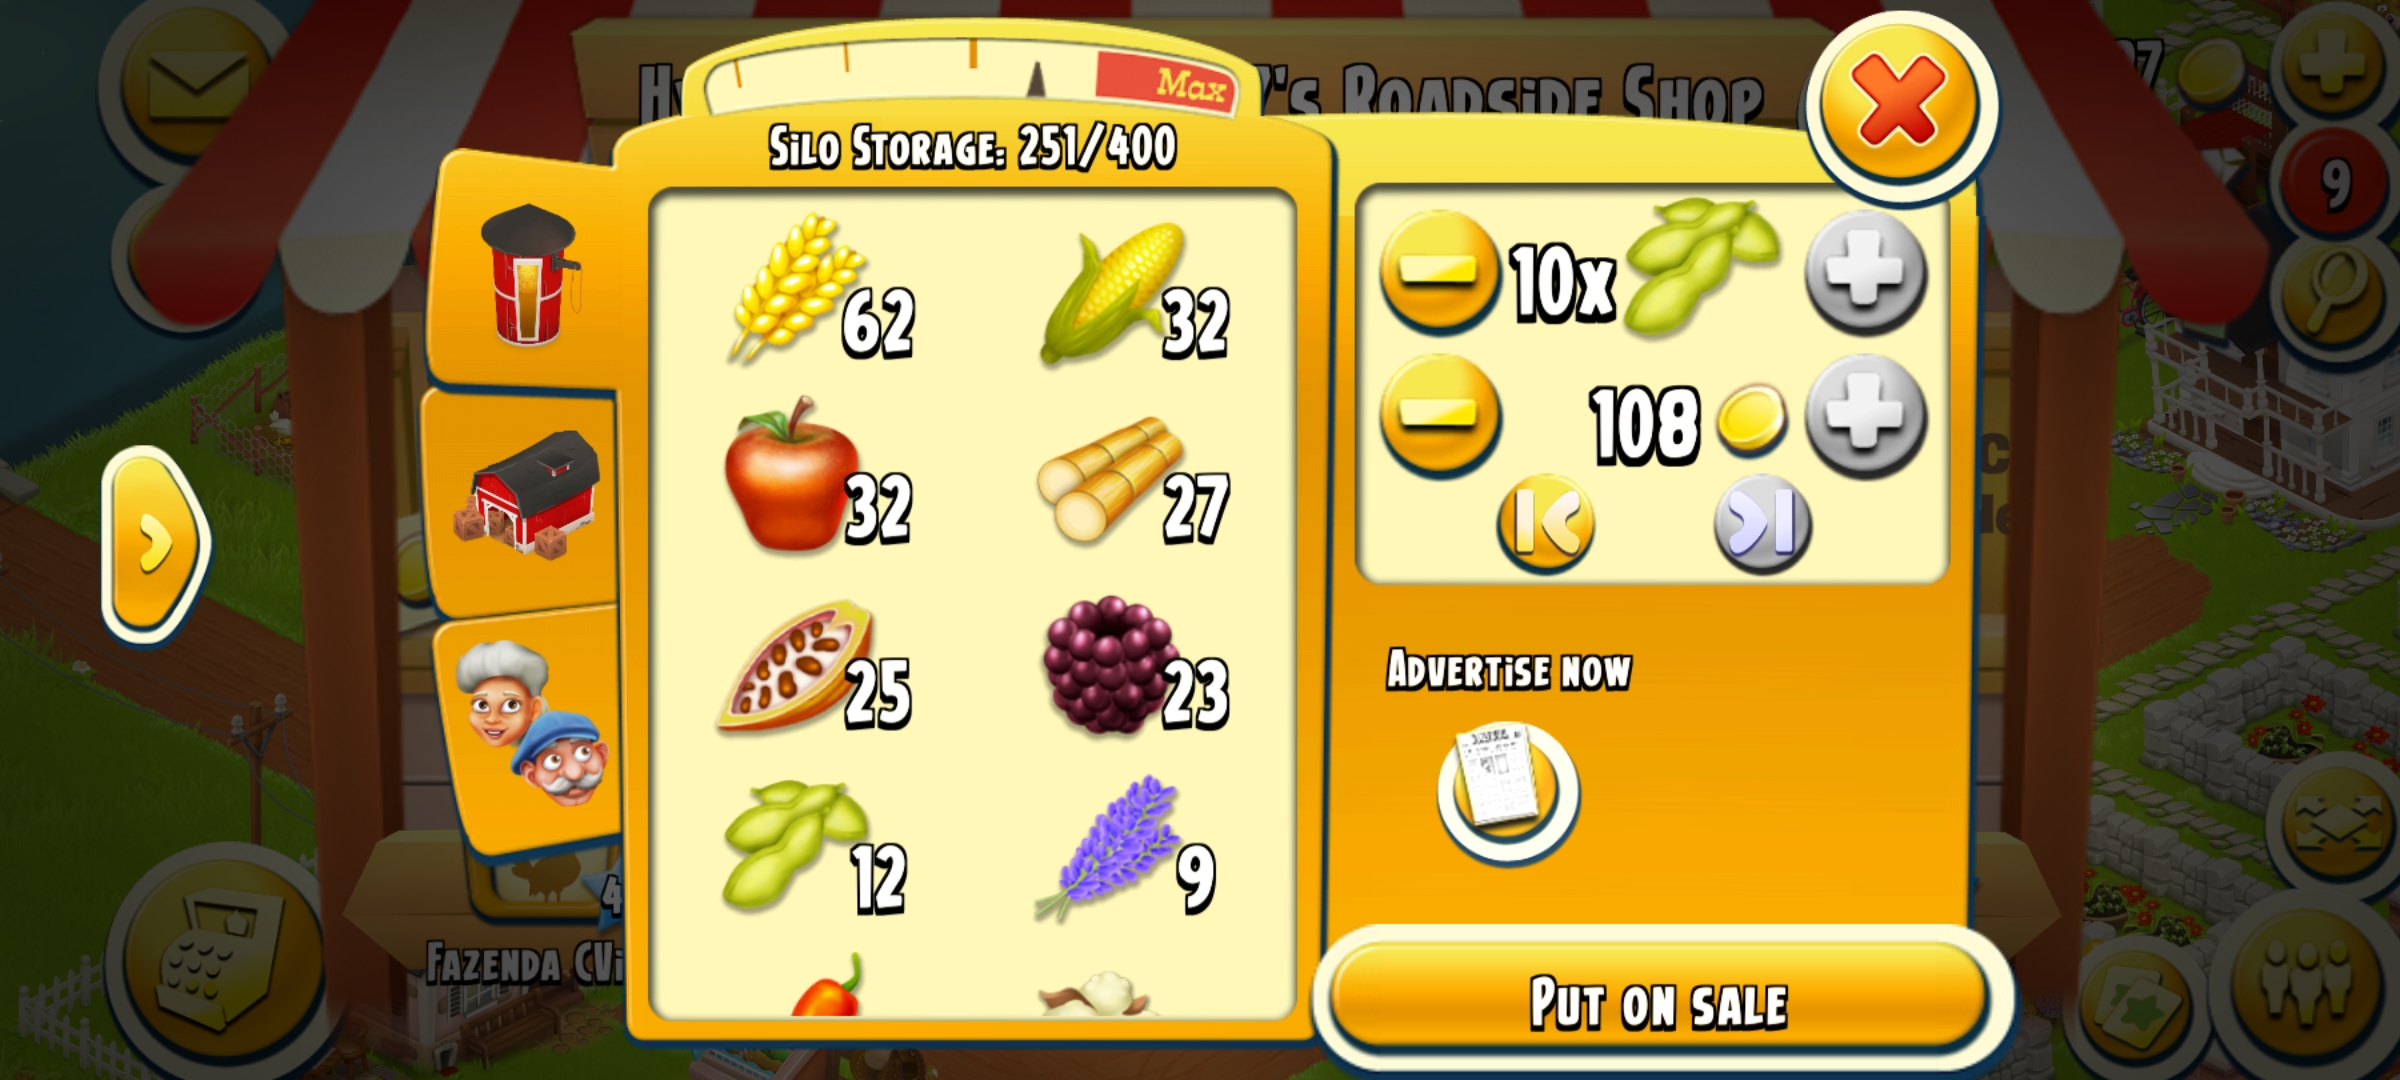 Max
's Roadside Shop
Silo Storage: 251/400
9
62
32
10x
108
32
27
25
23
Advertise now
12
9
Fazenda CVi
Put on sale